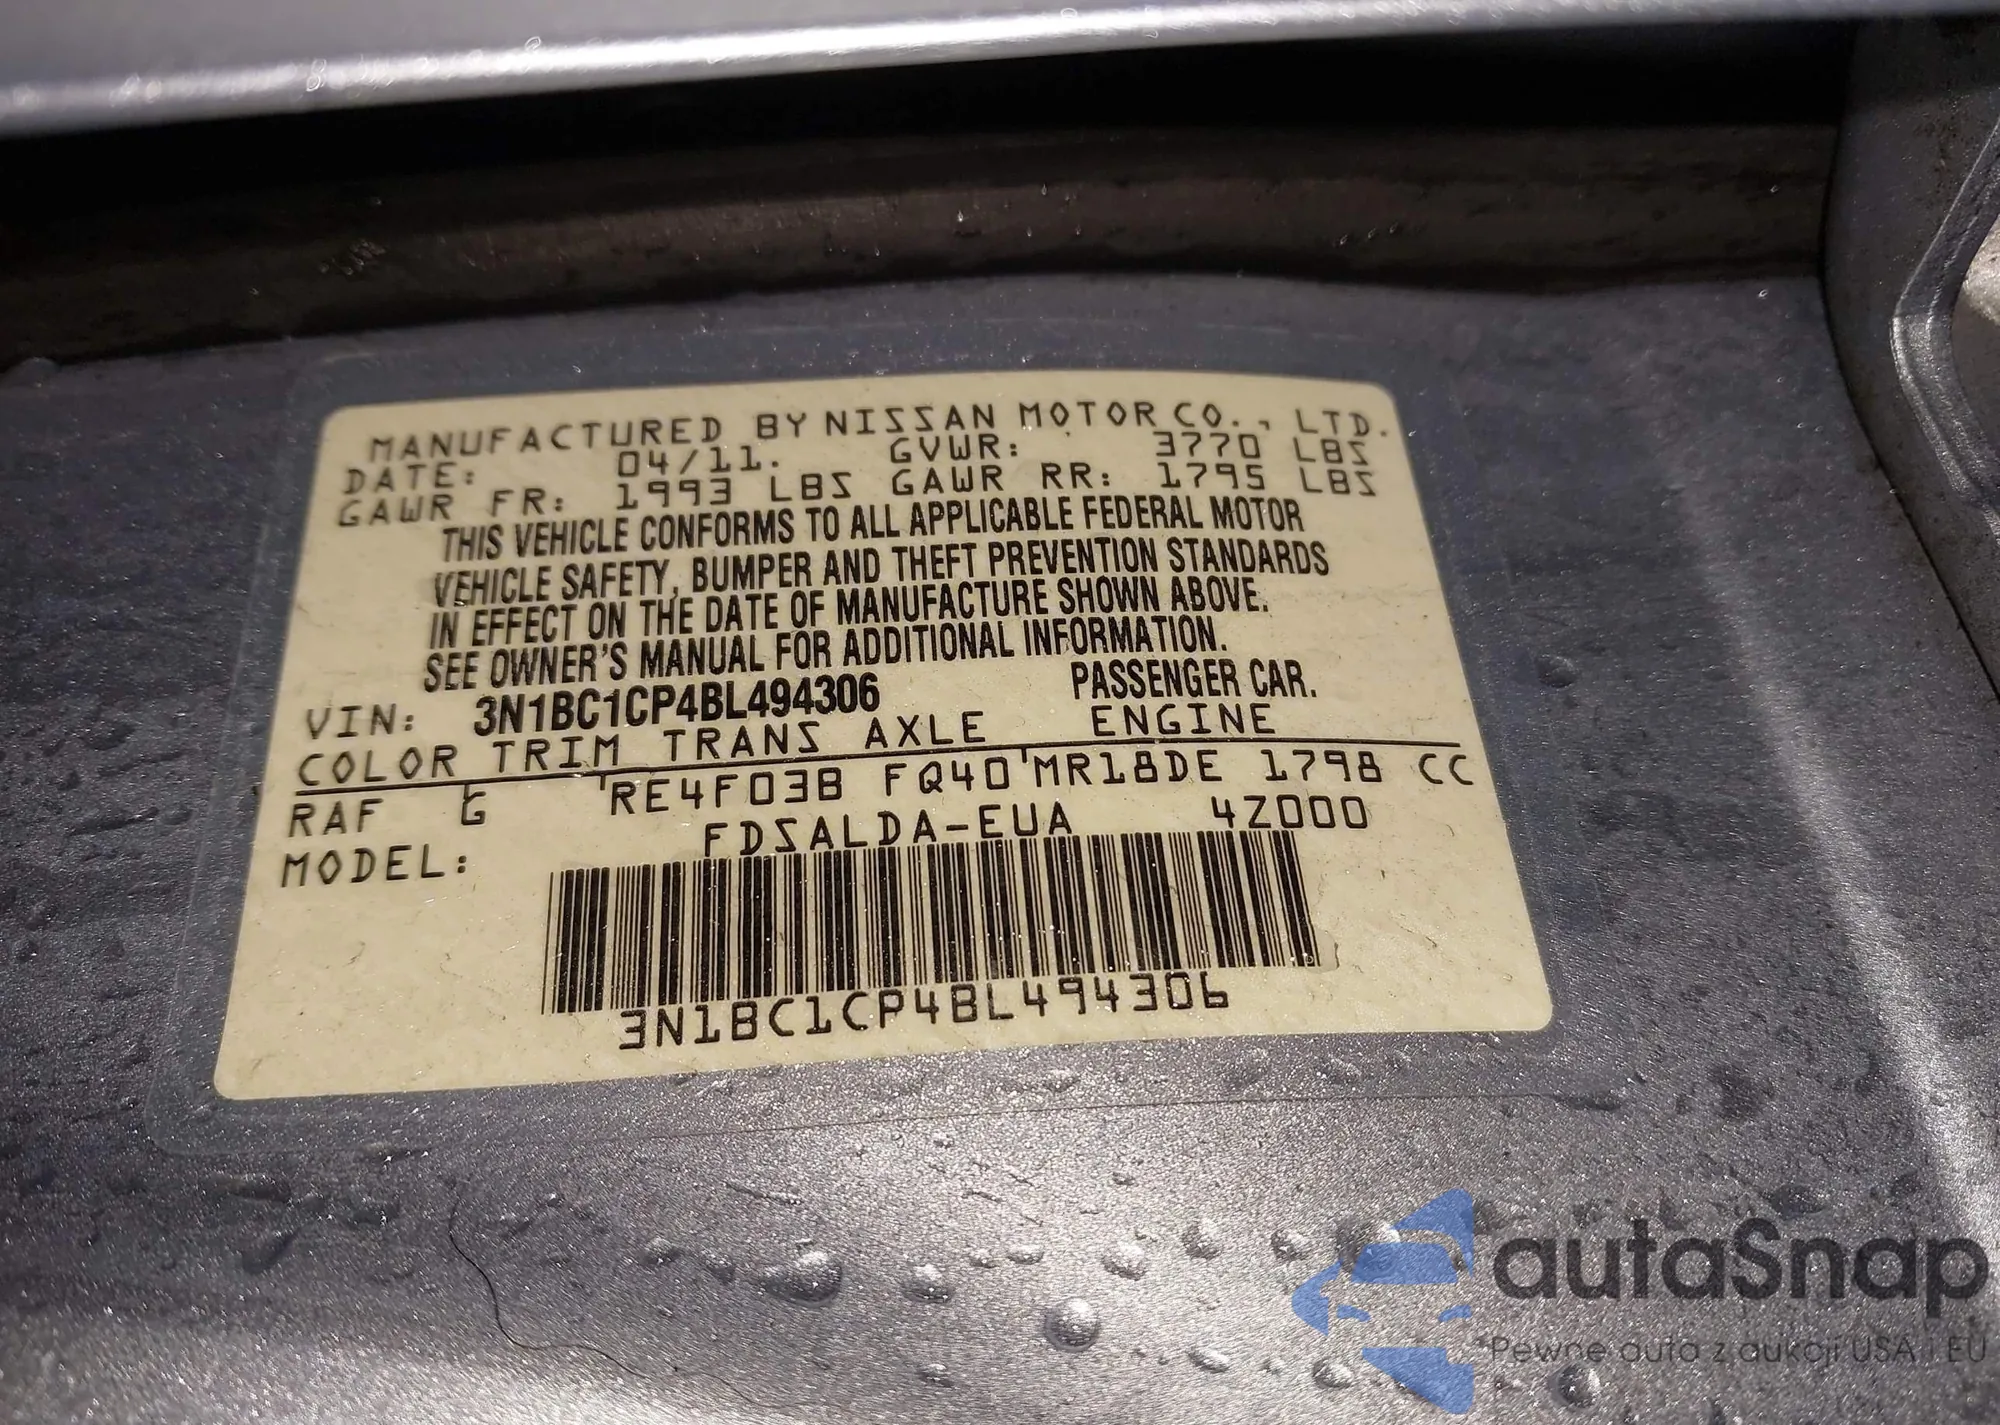 MANUFACTURED BY NISSAN MOTOR CO., LTD.
DATE: 04/11. GVWR: 3770 LBS
GAWR FR: 1993 LBS GAWR RR: 1795 LBS
THIS VEHICLE CONFORMS TO ALL APPLICABLE FEDERAL MOTOR
VEHICLE SAFETY, BUMPER AND THEFT PREVENTION STANDARDS
IN EFFECT ON THE DATE OF MANUFACTURE SHOWN ABOVE.
SEE OWNER'S MANUAL FOR ADDITIONAL INFORMATION.
VIN: 3N1BC1CP4BL494306 PASSENGER CAR.
COLOR TRIM TRANS AXLE ENGINE
RAF G RE4F03B FQ40 MR18DE 1798 CC
MODEL: FDSALDA-EUA 4Z000
3N1BC1CP4BL494306
autaSnap
Pewne auta z aukcji USA i EU